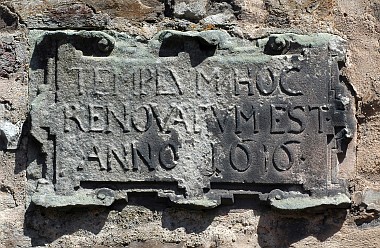 TEMPLVM HOC
RENOVATVM EST
ANNO 1616